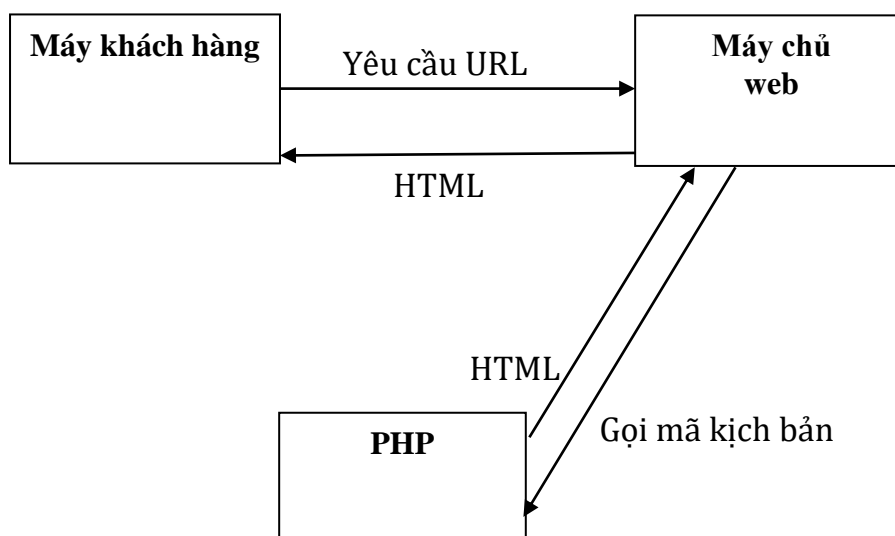 Máy khách hàng
Yêu cầu URL
Máy chủ
web
HTML
HTML
Gọi mã kịch bản
PHP